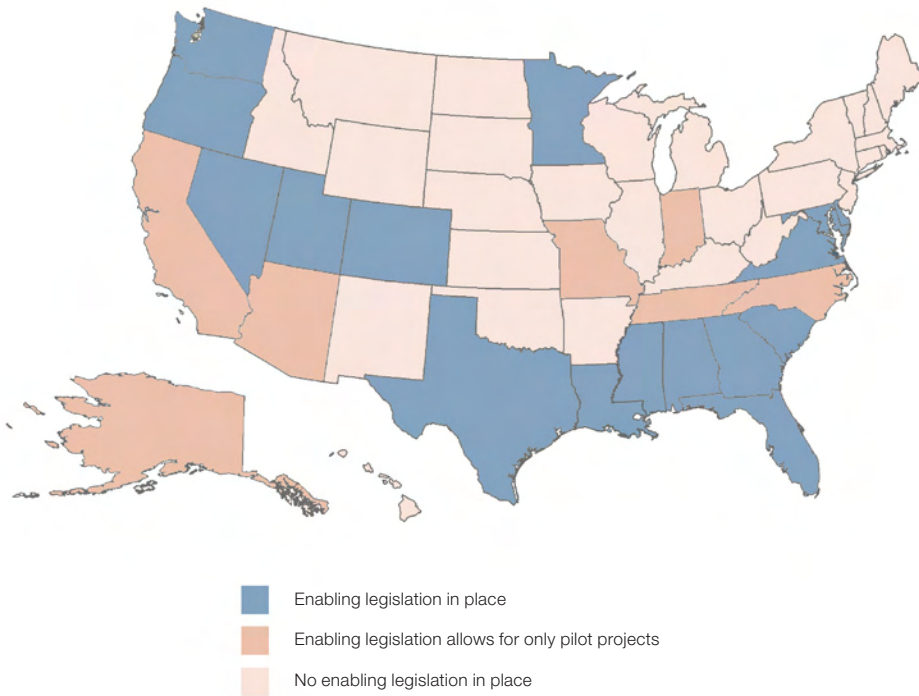 Enabling legislation in place
Enabling legislation allows for only pilot projects
No enabling legislation in place